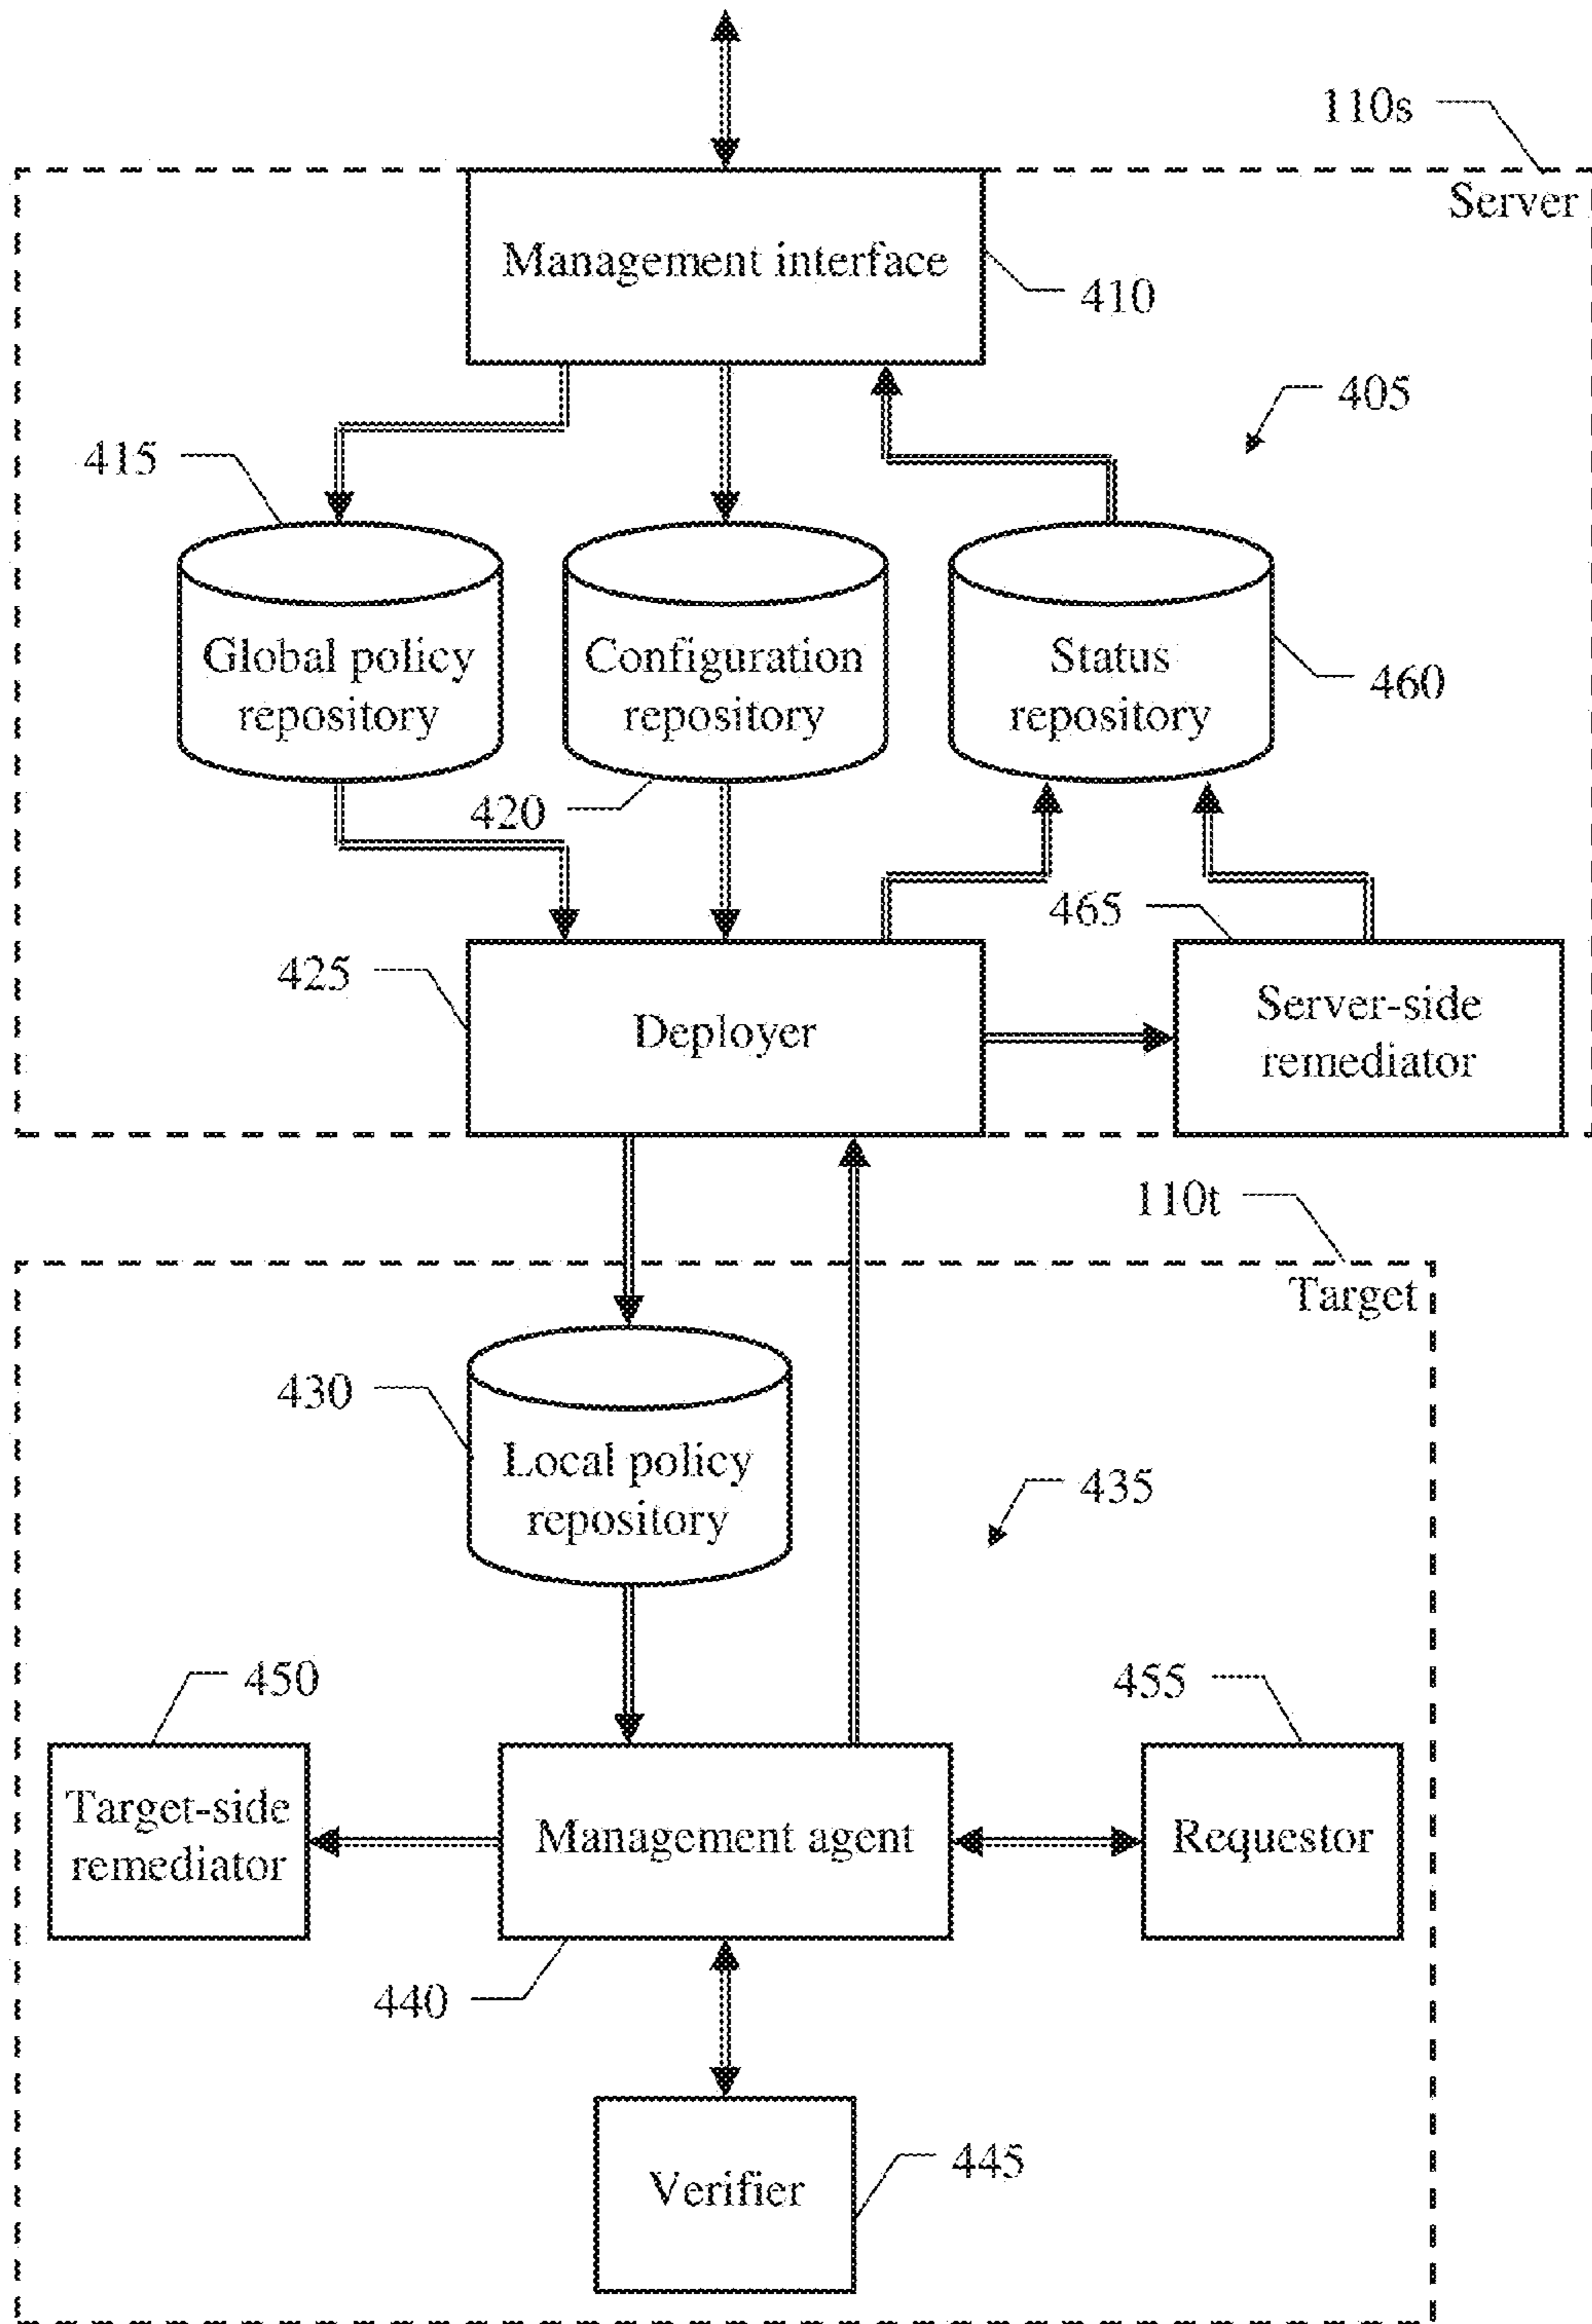 110s
Server
Management interface
410
405
415
Global policy
repository
Configuration
repository
Status
repository
460
420
465
425
Deployer
Server-side
remediator
110t
Target
430
Local policy
repository
435
450
455
Target-side
remediator
Management agent
Requestor
440
Verifier
445